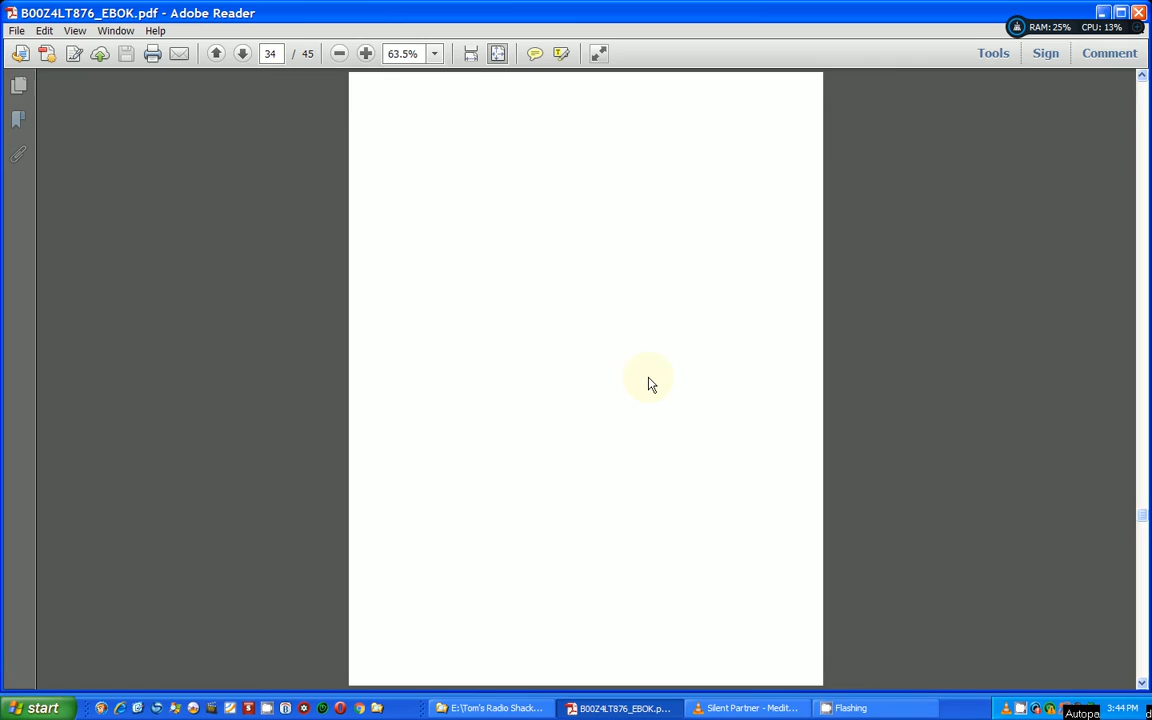 B00Z4LT876_EBOK.pdf - Adobe Reader
File Edit View Window Help
RAM: 25% CPU: 13%
34 / 45 63.5% Tools Sign Comment
start E:\Tom's Radio Shack... B00Z4LT876_EBOK.p... Silent Partner - Medit... Flashing 3:44 PM
Autopa